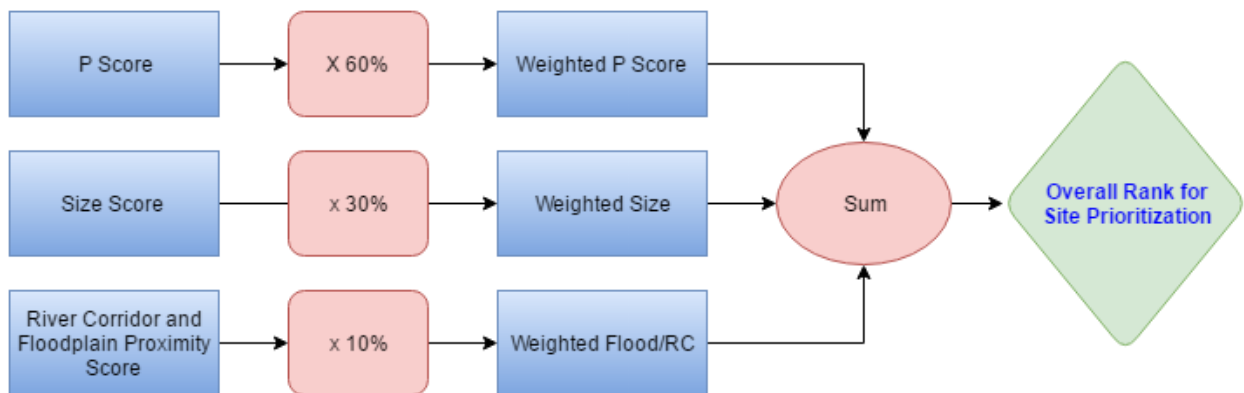 P Score
X 60%
Weighted P Score
Size Score
x 30%
Weighted Size
Sum
Overall Rank for
Site Prioritization
River Corridor and
Floodplain Proximity
Score
x 10%
Weighted Flood/RC